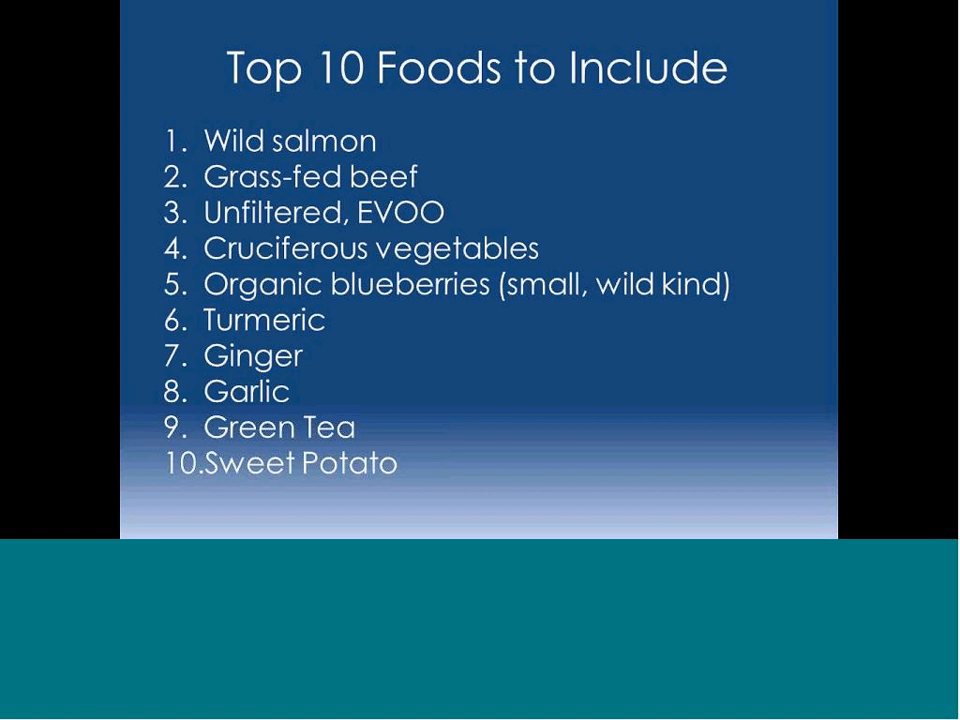 Top 10 Foods to Include
1. Wild salmon
2. Grass-fed beef
3. Unfiltered, EVOO
4. Cruciferous vegetables
5. Organic blueberries (small, wild kind)
6. Turmeric
7. Ginger
8. Garlic
9. Green Tea
10.Sweet Potato